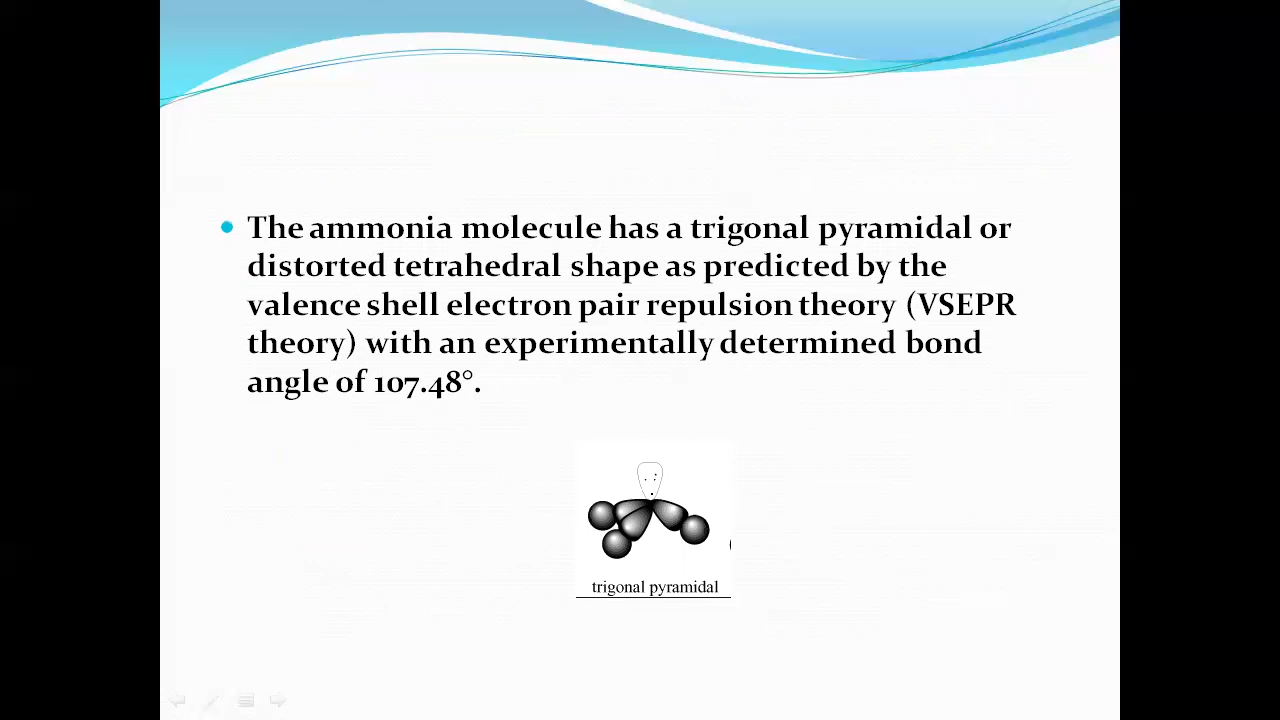 The ammonia molecule has a trigonal pyramidal or
distorted tetrahedral shape as predicted by the
valence shell electron pair repulsion theory (VSEPR
theory) with an experimentally determined bond
angle of 107.48°.
trigonal pyramidal